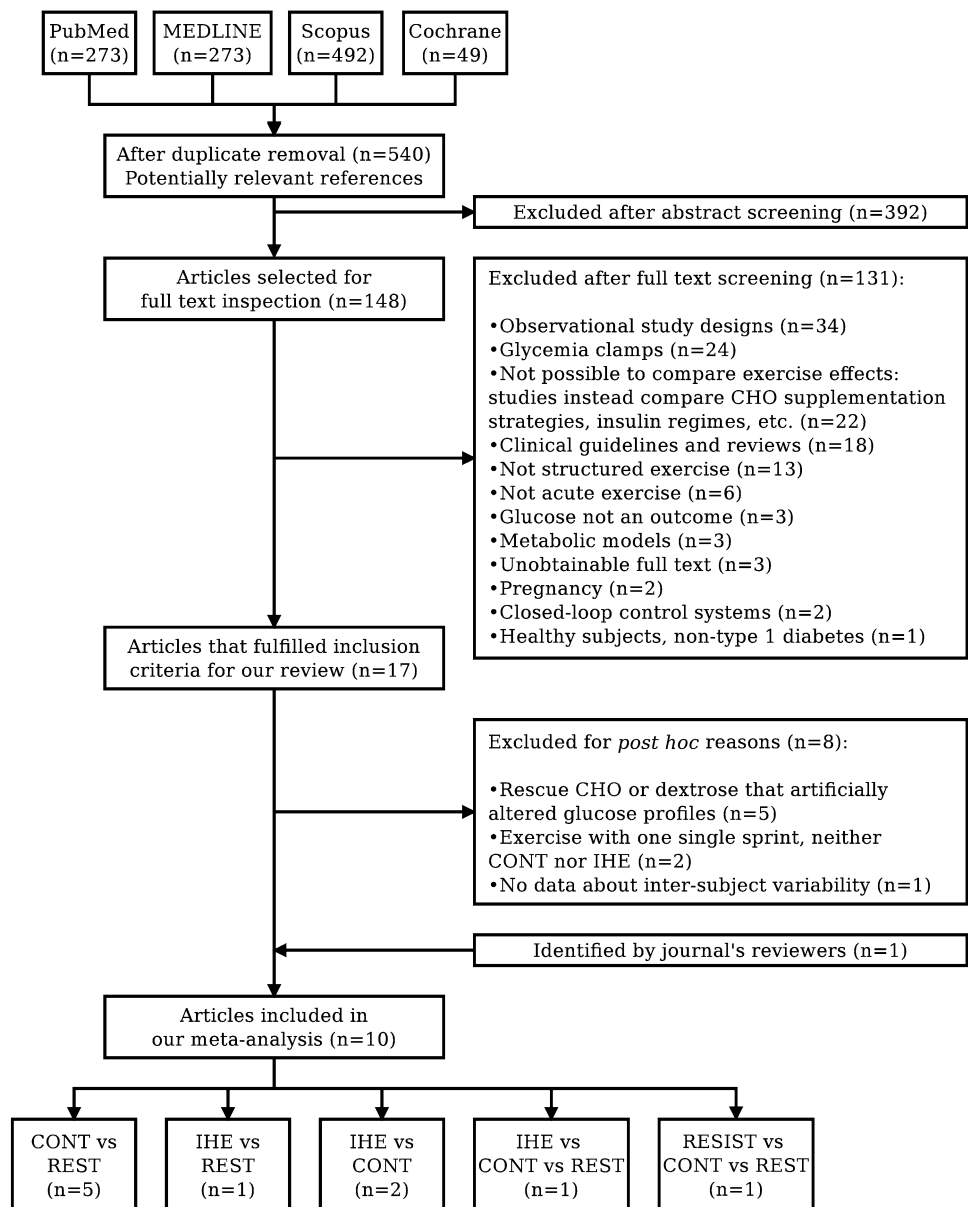 PubMed
(n=273)
MEDLINE
(n=273)
Scopus
(n=492)
Cochrane
(n=49)
After duplicate removal (n=540)
Potentially relevant references
Excluded after abstract screening (n=392)
Articles selected for
full text inspection (n=148)
Excluded after full text screening (n=131):
•Observational study designs (n=34)
•Glycemia clamps (n=24)
•Not possible to compare exercise effects:
studies instead compare CHO supplementation
strategies, insulin regimes, etc. (n=22)
•Clinical guidelines and reviews (n=18)
•Not structured exercise (n=13)
•Not acute exercise (n=6)
•Glucose not an outcome (n=3)
•Metabolic models (n=3)
•Unobtainable full text (n=3)
•Pregnancy (n=2)
•Closed-loop control systems (n=2)
•Healthy subjects, non-type 1 diabetes (n=1)
Articles that fulfilled inclusion
criteria for our review (n=17)
Excluded for post hoc reasons (n=8):
•Rescue CHO or dextrose that artificially
altered glucose profiles (n=5)
•Exercise with one single sprint, neither
CONT nor IHE (n=2)
•No data about inter-subject variability (n=1)
Identified by journal's reviewers (n=1)
Articles included in
our meta-analysis (n=10)
CONT vs
REST
(n=5)
IHE vs
REST
(n=1)
IHE vs
CONT
(n=2)
IHE vs
CONT vs REST
(n=1)
RESIST vs
CONT vs REST
(n=1)